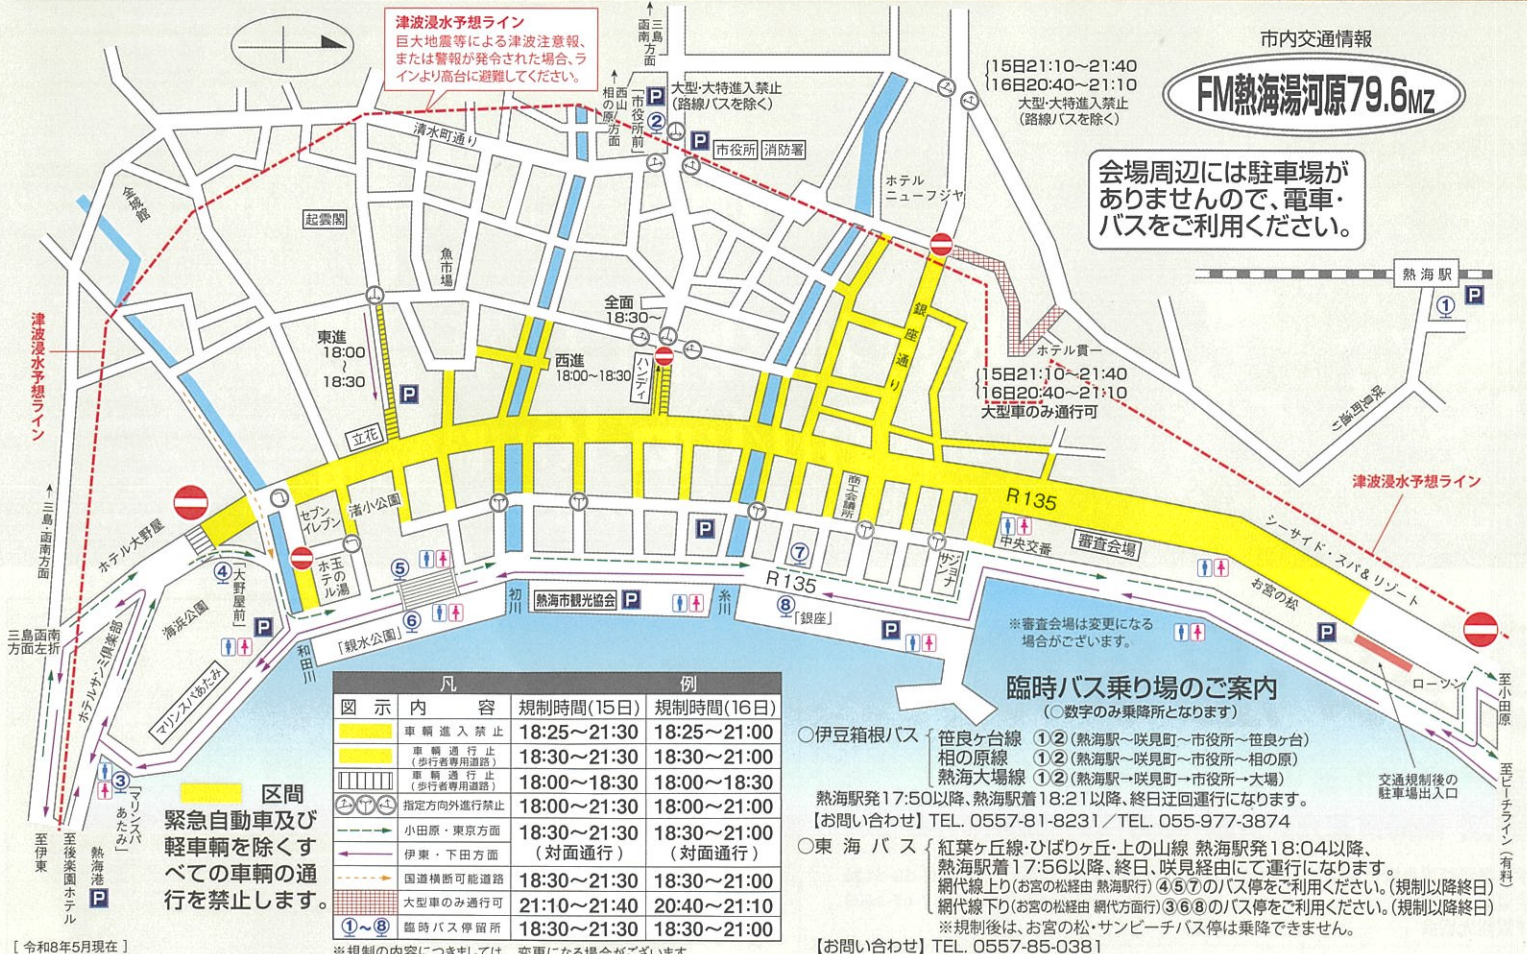 津波浸水予想ライン
巨大地震等による津波注意報、
または警報が発令された場合、ラ
インより高台に避難してください。
三島・函南方面
西山・相の原方面
「市役所前」
②
P
大型・大特進入禁止
(路線バスを除く)
P
市役所
消防署
清水町通り
15日21:10～21:40
16日20:40～21:10
大型・大特進入禁止
(路線バスを除く)
市内交通情報
FM熱海湯河原79.6MZ
会場周辺には駐車場が
ありませんので、電車・
バスをご利用ください。
ホテル
ニューフジヤ
金城館
起雲閣
魚市場
熱海駅
①
P
咲見町通り
津波浸水予想ライン
東進
18:00
～
18:30
P
全面
18:30～
西進
18:00～18:30
ハンディ
銀座通り
ホテル貫一
15日21:10～21:40
16日20:40～21:10
大型車のみ通行可
立花
津波浸水予想ライン
三島・函南方面
ホテル大野屋
セブン
イレブン
渚小公園
P
商工会議所
R135
中央交番
審査会場
シーサイド・スパ&リゾート
④
「大野屋前」
玉の湯
ホテル
⑤
⑦
ジョナサン
お宮の松
海浜公園
P
⑥
初川
熱海市観光協会
P
糸川
R135
⑧
「銀座」
P
※審査会場は変更になる
場合がございます。
P
三島函南
方面左折
ホテルサンミ倶楽部
マリンスパあたみ
和田川
「親水公園」
ローソン
至小田原
③
「マリンスパ
あたみ」
至伊東
至後楽園ホテル
熱海港
P
交通規制後の
駐車場出入口
至ビーチライン(有料)
区間
緊急自動車及び
軽車輌を除くす
べての車輌の通
行を禁止します。
凡例
図示 内容 規制時間(15日) 規制時間(16日)
車輌進入禁止 18:25～21:30 18:25～21:00
車輌通行止(歩行者専用道路) 18:30～21:30 18:30～21:00
車輌通行止(歩行者専用道路) 18:00～18:30 18:00～18:30
指定方向外進行禁止 18:00～21:30 18:00～21:00
小田原・東京方面 18:30～21:30 18:30～21:00
伊東・下田方面 (対面通行) (対面通行)
国道横断可能道路 18:30～21:30 18:30～21:00
大型車のみ通行可 21:10～21:40 20:40～21:10
①～⑧ 臨時バス停留所 18:30～21:30 18:30～21:00
※規制の内容につきましては、変更になる場合がございます
[令和8年5月現在]
臨時バス乗り場のご案内
(○数字のみ乗降所となります)
○伊豆箱根バス
笹良ヶ台線 ①②(熱海駅～咲見町～市役所～笹良ヶ台)
相の原線 ①②(熱海駅～咲見町～市役所～相の原)
熱海大場線 ①②(熱海駅→咲見町→市役所→大場)
熱海駅発17:50以降、熱海駅着18:21以降、終日迂回運行になります。
【お問い合わせ】TEL. 0557-81-8231／TEL. 055-977-3874
○東海バス
紅葉ヶ丘線・ひばりヶ丘・上の山線 熱海駅発18:04以降、
熱海駅着17:56以降、終日、咲見経由にて運行になります。
網代線上り(お宮の松経由 熱海駅行)④⑤⑦のバス停をご利用ください。(規制以降終日)
網代線下り(お宮の松経由 網代方面行)③⑥⑧のバス停をご利用ください。(規制以降終日)
※規制後は、お宮の松・サンビーチバス停は乗降できません。
【お問い合わせ】TEL. 0557-85-0381